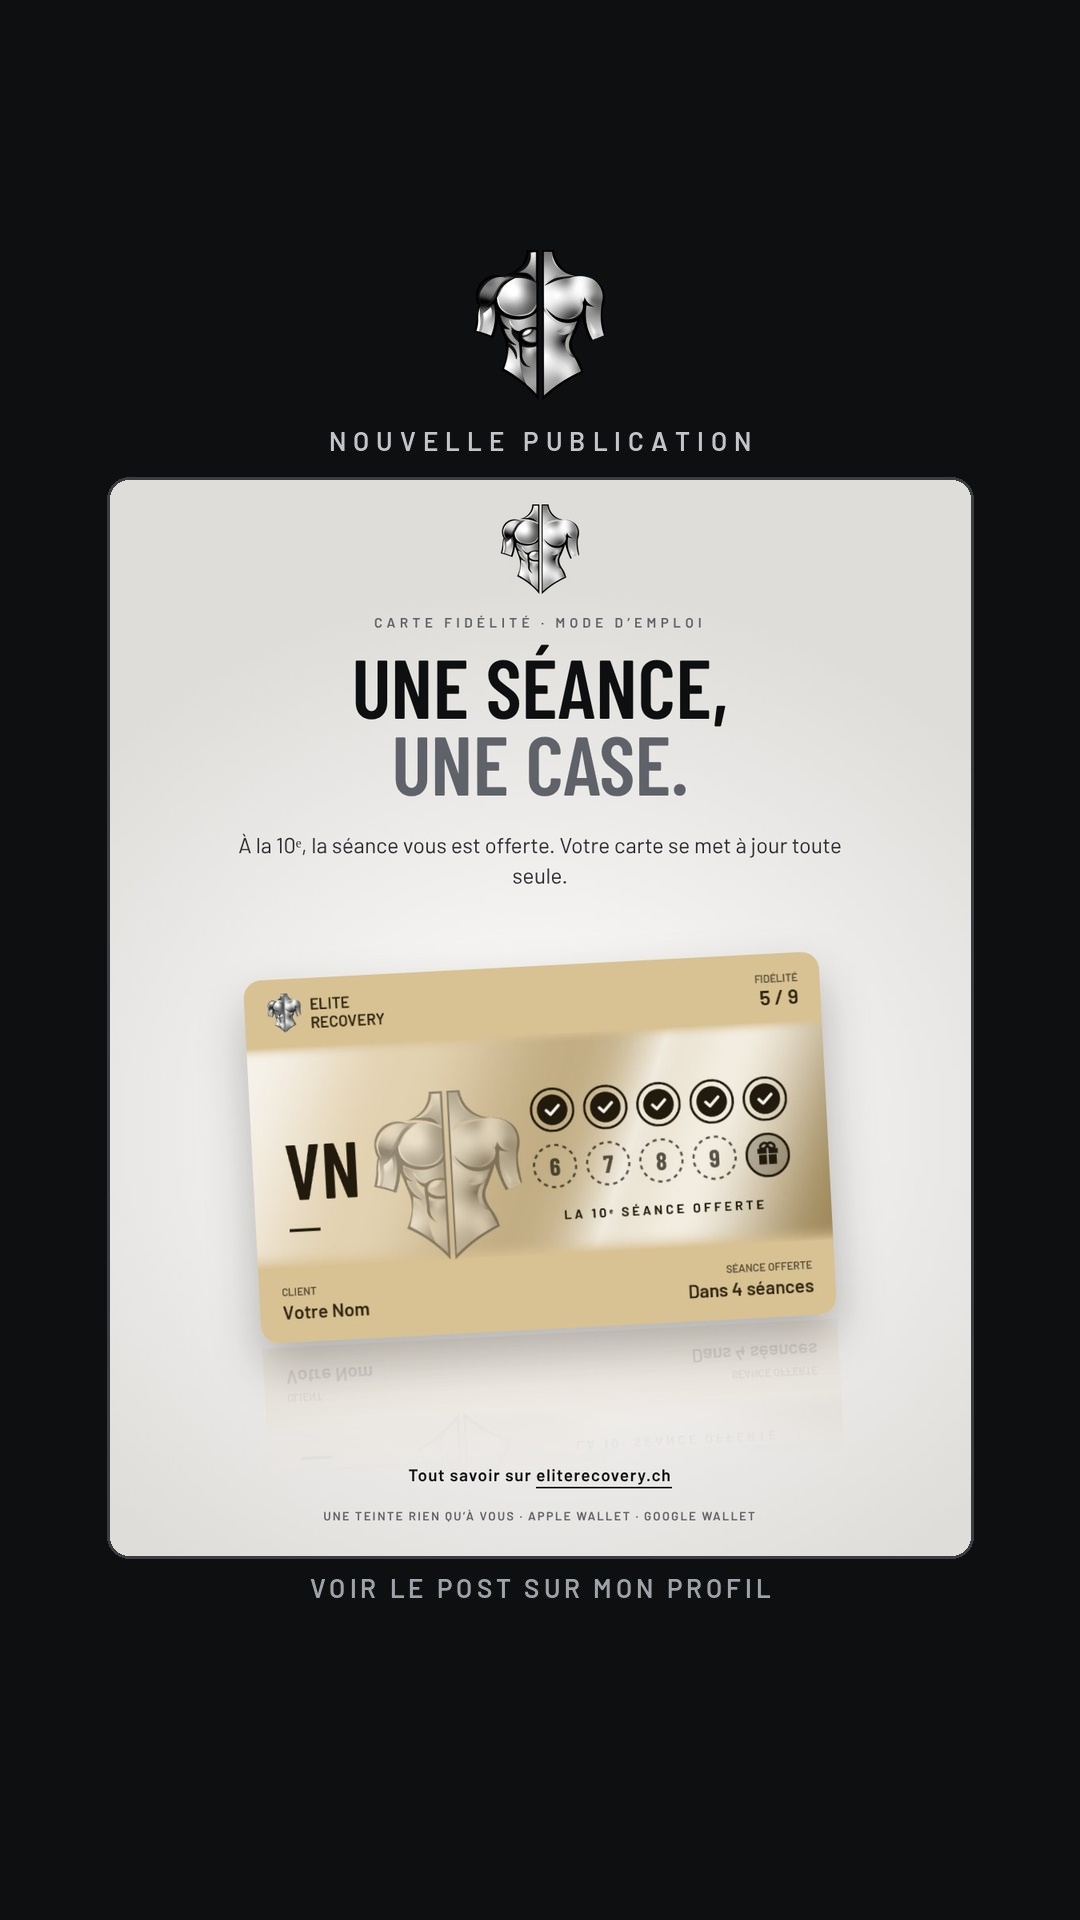 NOUVELLE PUBLICATION
CARTE FIDÉLITÉ · MODE D'EMPLOI
UNE SÉANCE,
UNE CASE.
À la 10ᵉ, la séance vous est offerte. Votre carte se met à jour toute
seule.
ELITE
RECOVERY
FIDÉLITÉ
5 / 9
VN
6 7 8 9
LA 10ᵉ SÉANCE OFFERTE
CLIENT
Votre Nom
SÉANCE OFFERTE
Dans 4 séances
Tout savoir sur eliterecovery.ch
UNE TEINTE RIEN QU'À VOUS · APPLE WALLET · GOOGLE WALLET
VOIR LE POST SUR MON PROFIL